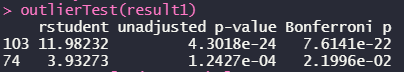 > outlierTest(result1)
rstudent unadjusted p-value Bonferroni p
103 11.98232 4.3018e-24 7.6141e-22
74 3.93273 1.2427e-04 2.1996e-02